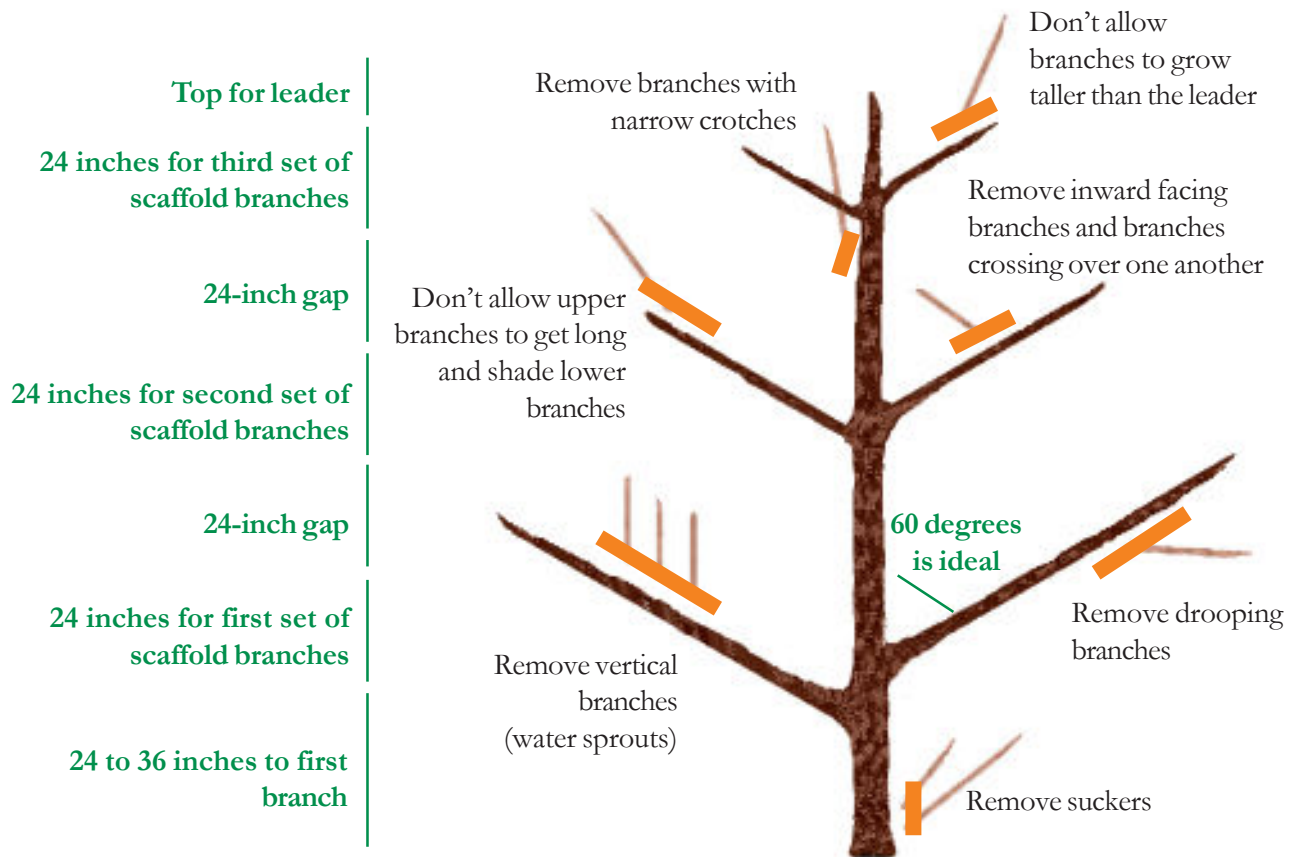 Top for leader
24 inches for third set of
scaffold branches
24-inch gap
24 inches for second set of
scaffold branches
24-inch gap
24 inches for first set of
scaffold branches
24 to 36 inches to first
branch
Remove branches with
narrow crotches
Don’t allow
branches to grow
taller than the leader
Remove inward facing
branches and branches
crossing over one another
Don’t allow upper
branches to get long
and shade lower
branches
60 degrees
is ideal
Remove drooping
branches
Remove vertical
branches
(water sprouts)
Remove suckers